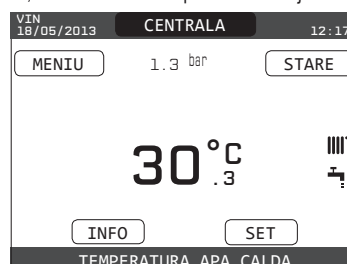 VIN
18/05/2013 CENTRALA 12:17
MENIU 1.3 bar STARE
30.3 °C
INFO SET
TEMPERATURA APA CALDA